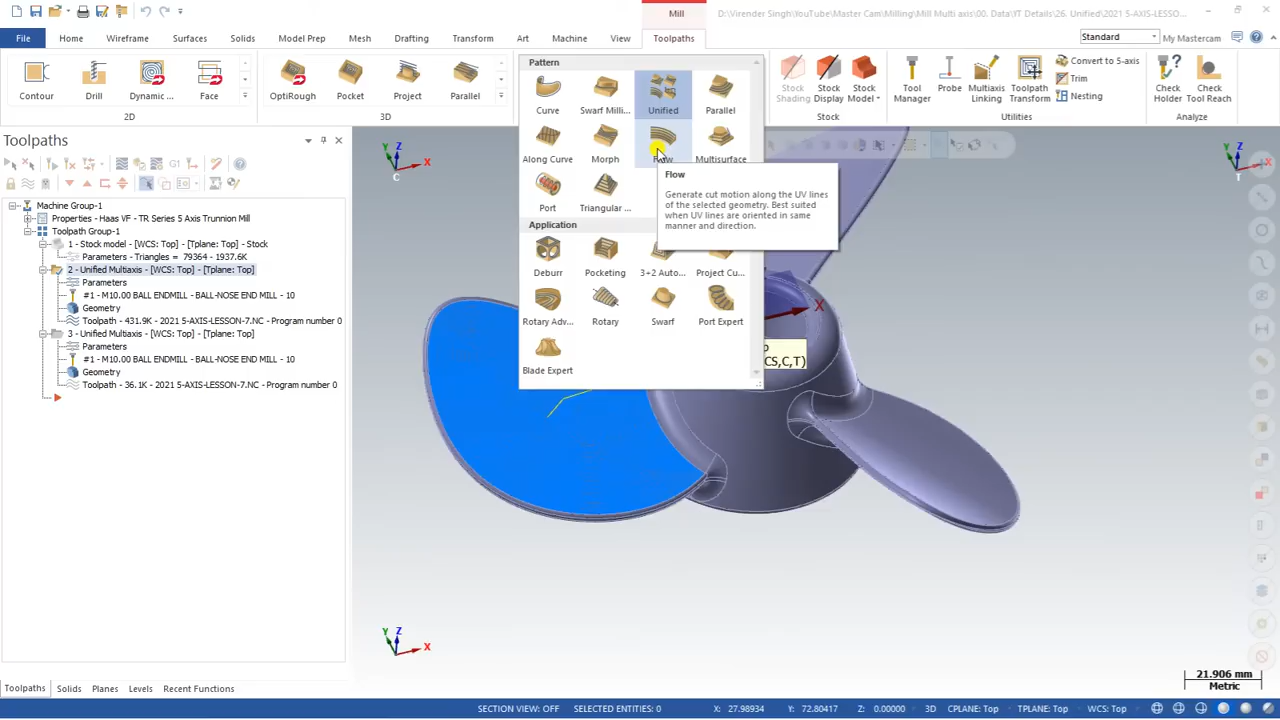 Mill
D:\Virender Singh\YouTube\Master Cam\Milling\Mill Multi axis\00. Data\YT Details\26. Unified\2021 5-AXIS-LESSO...
File Home Wireframe Surfaces Solids Model Prep Mesh Drafting Transform Art Machine View Toolpaths
Standard My Mastercam
Contour Drill Dynamic ... Face
2D
OptiRough Pocket Project Parallel
3D
Pattern
Curve Swarf Milli... Unified Parallel
Along Curve Morph Multisurface
Port Triangular ...
Flow
Generate cut motion along the UV lines
of the selected geometry. Best suited
when UV lines are oriented in same
manner and direction.
Application
Deburr Pocketing 3+2 Auto... Project Cu...
Rotary Adv... Rotary Swarf Port Expert
Blade Expert
Stock Shading
Stock Display
Stock Model
Stock
Tool Manager
Probe
Multiaxis Linking
Toolpath Transform
Convert to 5-axis
Trim
Nesting
Utilities
Check Holder
Check Tool Reach
Analyze
Toolpaths
G1
Machine Group-1
Properties - Haas VF - TR Series 5 Axis Trunnion Mill
Toolpath Group-1
1 - Stock model - [WCS: Top] - [Tplane: Top] - Stock
Parameters - Triangles = 79364 - 1937.6K
2 - Unified Multiaxis - [WCS: Top] - [Tplane: Top]
Parameters
#1 - M10.00 BALL ENDMILL - BALL-NOSE END MILL - 10
Geometry
Toolpath - 431.9K - 2021 5-AXIS-LESSON-7.NC - Program number 0
3 - Unified Multiaxis - [WCS: Top] - [Tplane: Top]
Parameters
#1 - M10.00 BALL ENDMILL - BALL-NOSE END MILL - 10
Geometry
Toolpath - 36.1K - 2021 5-AXIS-LESSON-7.NC - Program number 0
Y Z X
C
Y Z X
T
X
CS,C,T)
Y Z X
21.906 mm
Metric
Toolpaths Solids Planes Levels Recent Functions
SECTION VIEW: OFF SELECTED ENTITIES: 0 X: 27.98934 Y: 72.80417 Z: 0.00000 3D CPLANE: Top TPLANE: Top WCS: Top